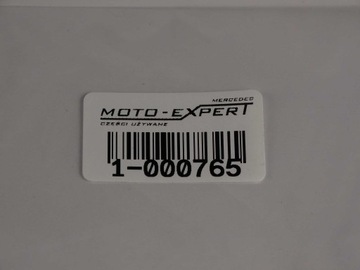 MERCEDES
MOTO-EXPERT
CZĘŚCI UŻYWANE
1-000765